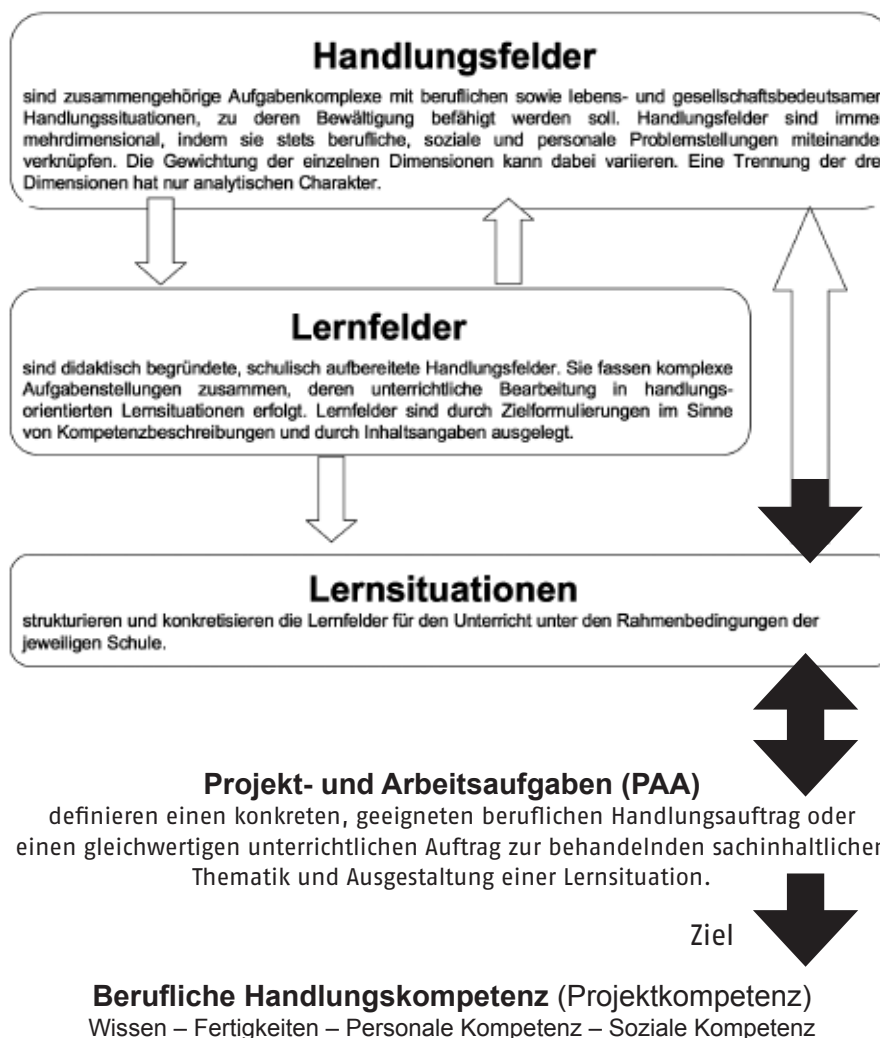 Handlungsfelder
sind zusammengehörige Aufgabenkomplexe mit beruflichen sowie lebens- und gesellschaftsbedeutsamen
Handlungssituationen, zu deren Bewältigung befähigt werden soll. Handlungsfelder sind imme
mehrdimensional, indem sie stets berufliche, soziale und personale Problemstellungen miteinande
verknüpfen. Die Gewichtung der einzelnen Dimensionen kann dabei variieren. Eine Trennung der dre
Dimensionen hat nur analytischen Charakter.
Lernfelder
sind didaktisch begründete, schulisch aufbereitete Handlungsfelder. Sie fassen komplexe
Aufgabenstellungen zusammen, deren unterrichtliche Bearbeitung in handlungs-
orientierten Lernsituationen erfolgt. Lernfelder sind durch Zielformulierungen im Sinne
von Kompetenzbeschreibungen und durch Inhaltsangaben ausgelegt.
Lernsituationen
strukturieren und konkretisieren die Lernfelder für den Unterricht unter den Rahmenbedingungen der
jeweiligen Schule.
Projekt- und Arbeitsaufgaben (PAA)
definieren einen konkreten, geeigneten beruflichen Handlungsauftrag oder
einen gleichwertigen unterrichtlichen Auftrag zur behandelnden sachinhaltlichen
Thematik und Ausgestaltung einer Lernsituation.
Ziel
Berufliche Handlungskompetenz (Projektkompetenz)
Wissen – Fertigkeiten – Personale Kompetenz – Soziale Kompetenz